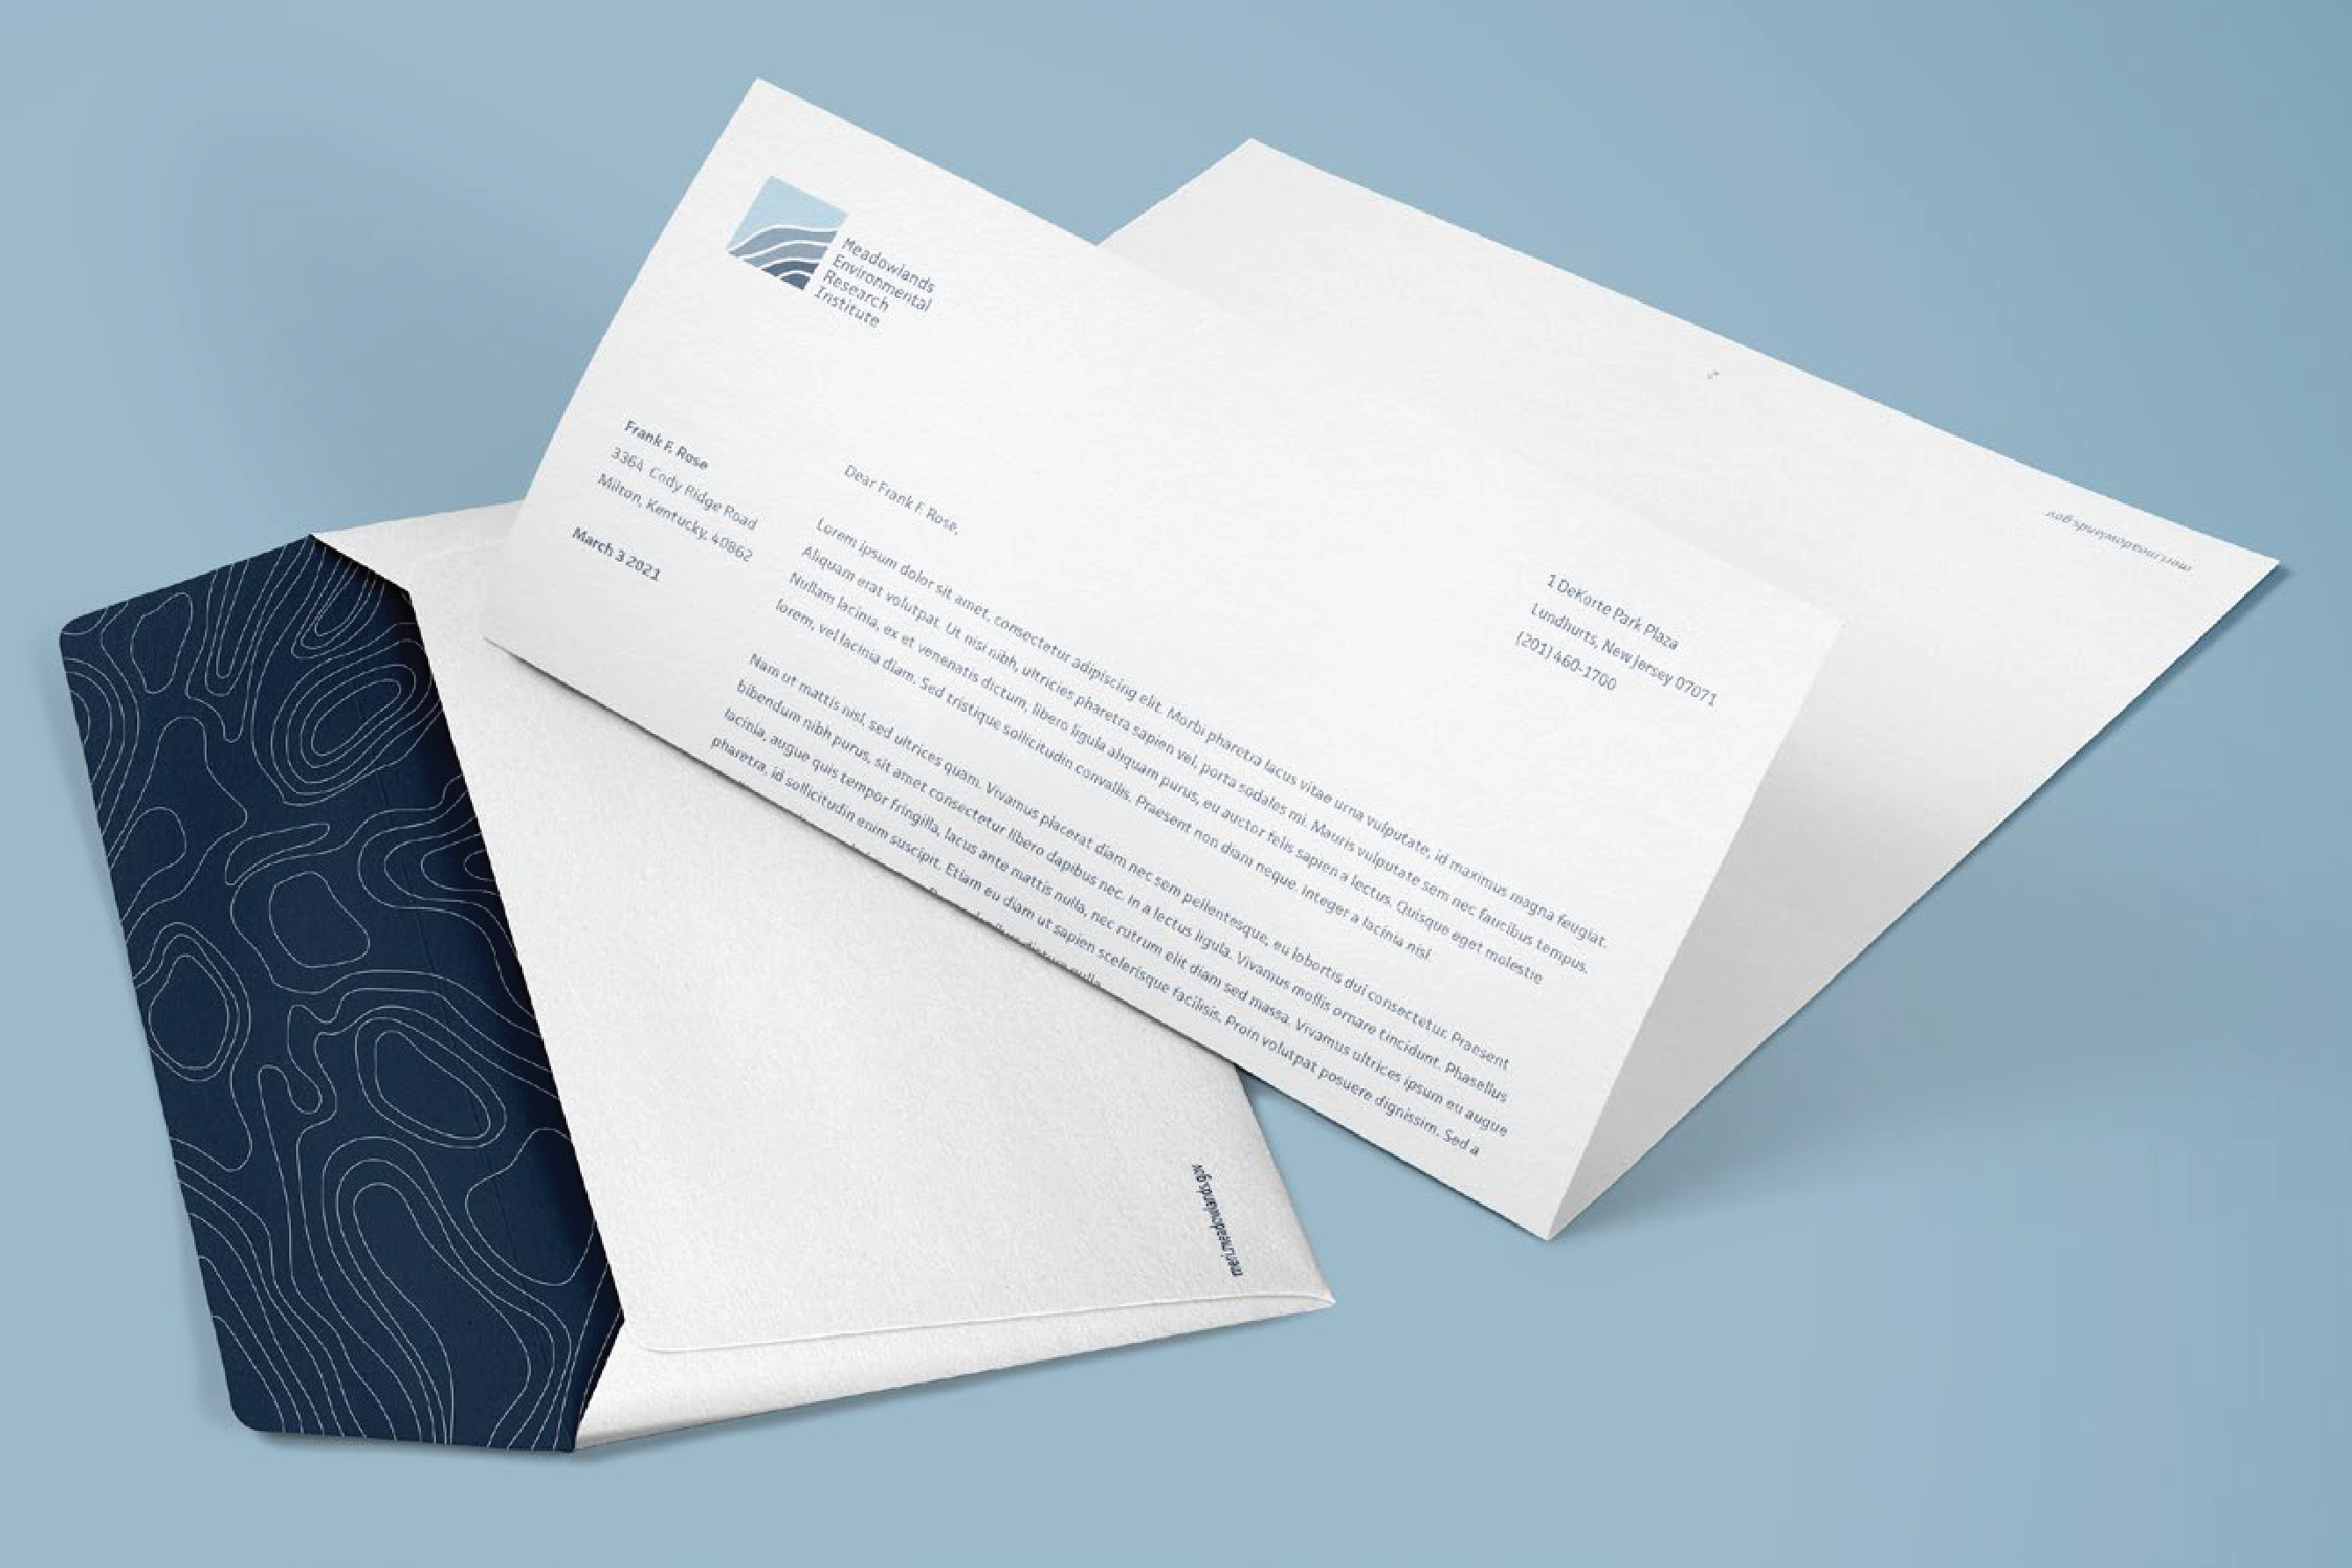 Meadowlands
Environmental
Research
Institute
Frank F. Rose
3364 Cody Ridge Road
Milton, Kentucky, 40862
March 3 2021
1 DeKorte Park Plaza
Lundhurts, New Jersey 07071
(201) 460-1700
Dear Frank F. Rose,
Lorem ipsum dolor sit amet, consectetur adipiscing elit. Morbi pharetra lacus vitae urna vulputate, id maximus magna feugiat.
Aliquam erat volutpat. Ut nisi nibh, ultricies pharetra sapien vel, porta sodales mi. Mauris vulputate sem nec faucibus tempus.
Nullam lacinia, ex et venenatis dictum, libero ligula aliquam purus, eu auctor felis sapien a lectus. Quisque eget molestie
lorem, vel lacinia diam. Sed tristique sollicitudin convallis. Praesent non diam neque. Integer a lacinia nisl.
Nam ut mattis nisl, sed ultrices quam. Vivamus placerat diam nec sem pellentesque, eu lobortis dui consectetur. Praesent
bibendum nibh purus, sit amet consectetur libero dapibus nec. In a lectus ligula. Vivamus mollis ornare tincidunt. Phasellus
lacinia, augue quis tempor fringilla, lacus ante mattis nulla, nec rutrum elit diam sed massa. Vivamus ultrices ipsum eu augue
pharetra, id sollicitudin enim suscipit. Etiam eu diam ut sapien scelerisque facilisis. Proin volutpat posuere dignissim. Sed a
2
meri.meadowlands.gov
meri.meadowlands.gov